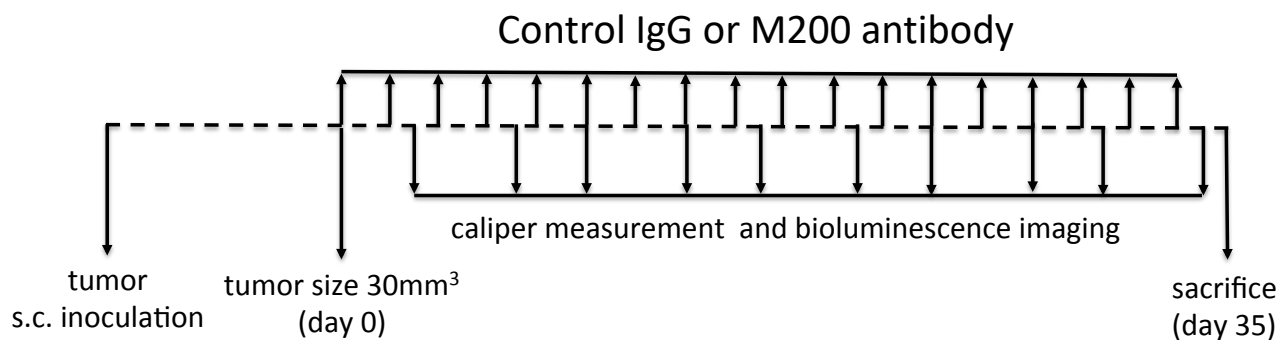 Control IgG or M200 antibody
caliper measurement and bioluminescence imaging
tumor
s.c. inoculation
tumor size 30mm³
(day 0)
sacrifice
(day 35)